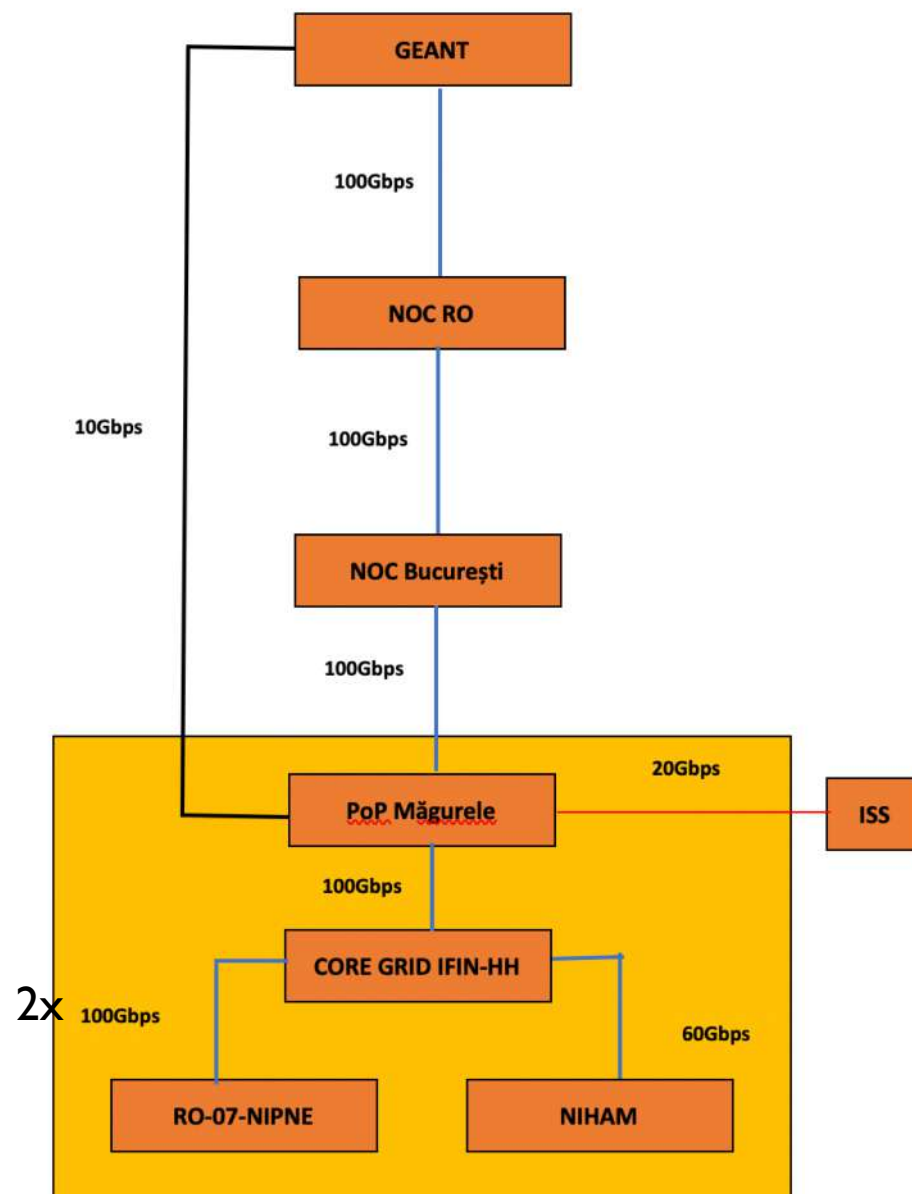 GEANT
100Gbps
NOC RO
10Gbps
100Gbps
NOC București
100Gbps
20Gbps
PoP Măgurele
ISS
100Gbps
CORE GRID IFIN-HH
2x 100Gbps
60Gbps
RO-07-NIPNE
NIHAM